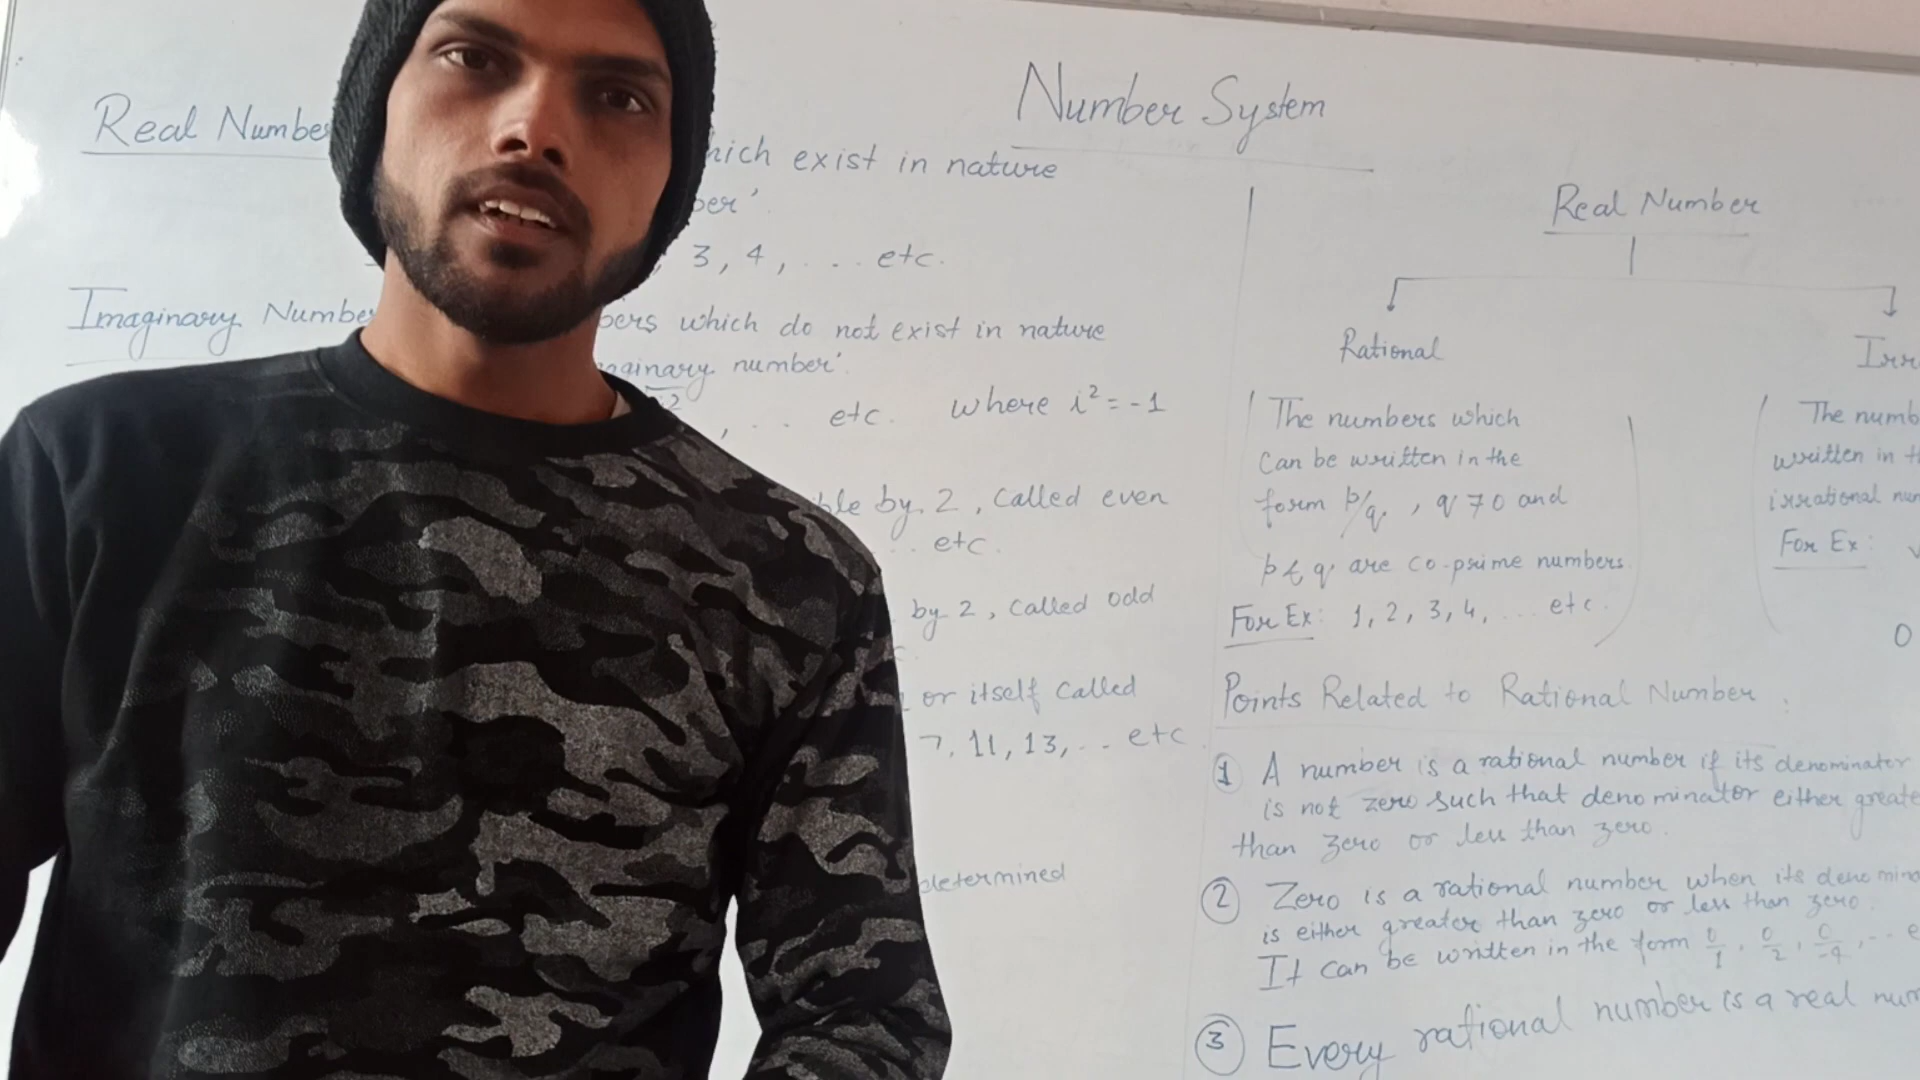 Number System
Real Number
which exist in nature
ber'.
3, 4, ... etc.
Imaginary Number
bers which do not exist in nature
maginary number'.
, .. etc. where i² = -1
ble by 2, called even
.. etc.
by 2, called odd
or itself called
7, 11, 13, .. etc
determined
Real Number
Rational
The numbers which
can be written in the
form p/q, q ≠ 0 and
p & q are co-prime numbers.
For Ex: 1, 2, 3, 4, ... etc.
Irr
The numb
written in th
irrational num
For Ex: √
0
Points Related to Rational Number:
① A number is a rational number if its denominator
is not zero such that denominator either greate
than zero or less than zero.
② Zero is a rational number when its denomina
is either greater than zero or less than zero.
It can be written in the form 0/1, 0/2, 0/-4, .. e
③ Every rational number is a real num